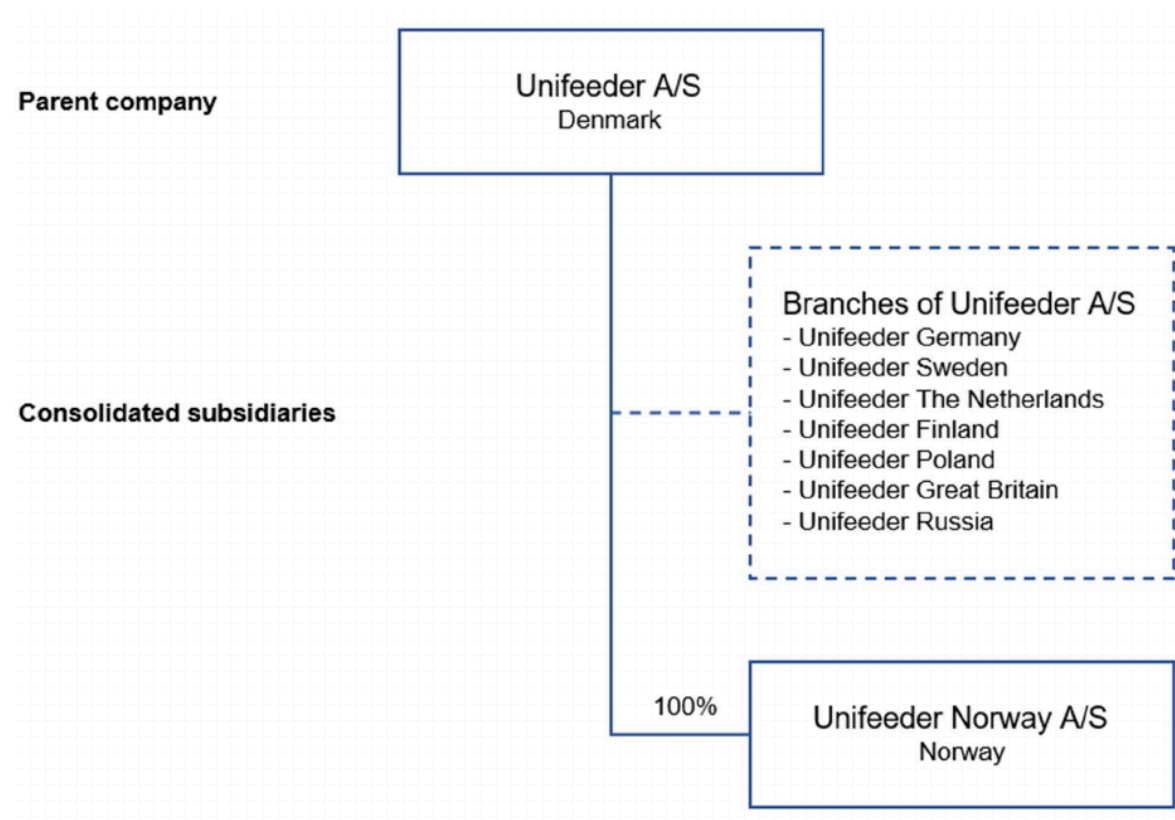 Parent company
Unifeeder A/S
Denmark
Branches of Unifeeder A/S
- Unifeeder Germany
- Unifeeder Sweden
- Unifeeder The Netherlands
- Unifeeder Finland
- Unifeeder Poland
- Unifeeder Great Britain
- Unifeeder Russia
Consolidated subsidiaries
100%
Unifeeder Norway A/S
Norway